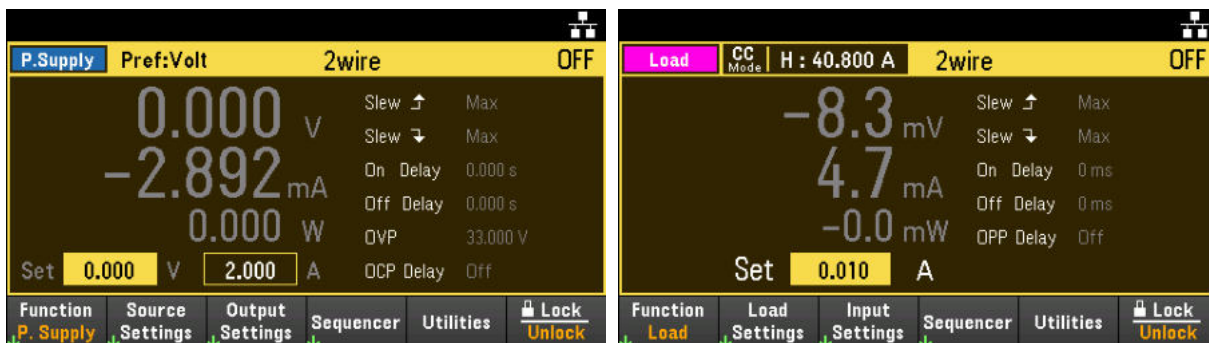 P.Supply Pref:Volt 2wire OFF
0.000 V
-2.892 mA
0.000 W
Slew Max
Slew Max
On Delay 0.000 s
Off Delay 0.000 s
OVP 33.000 V
OCP Delay Off
Set 0.000 V 2.000 A
Function P. Supply
Source Settings
Output Settings
Sequencer
Utilities
Lock Unlock
Load CC Mode H : 40.800 A 2wire OFF
-8.3 mV
4.7 mA
-0.0 mW
Slew Max
Slew Max
On Delay 0 ms
Off Delay 0 ms
OPP Delay Off
Set 0.010 A
Function Load
Load Settings
Input Settings
Sequencer
Utilities
Lock Unlock